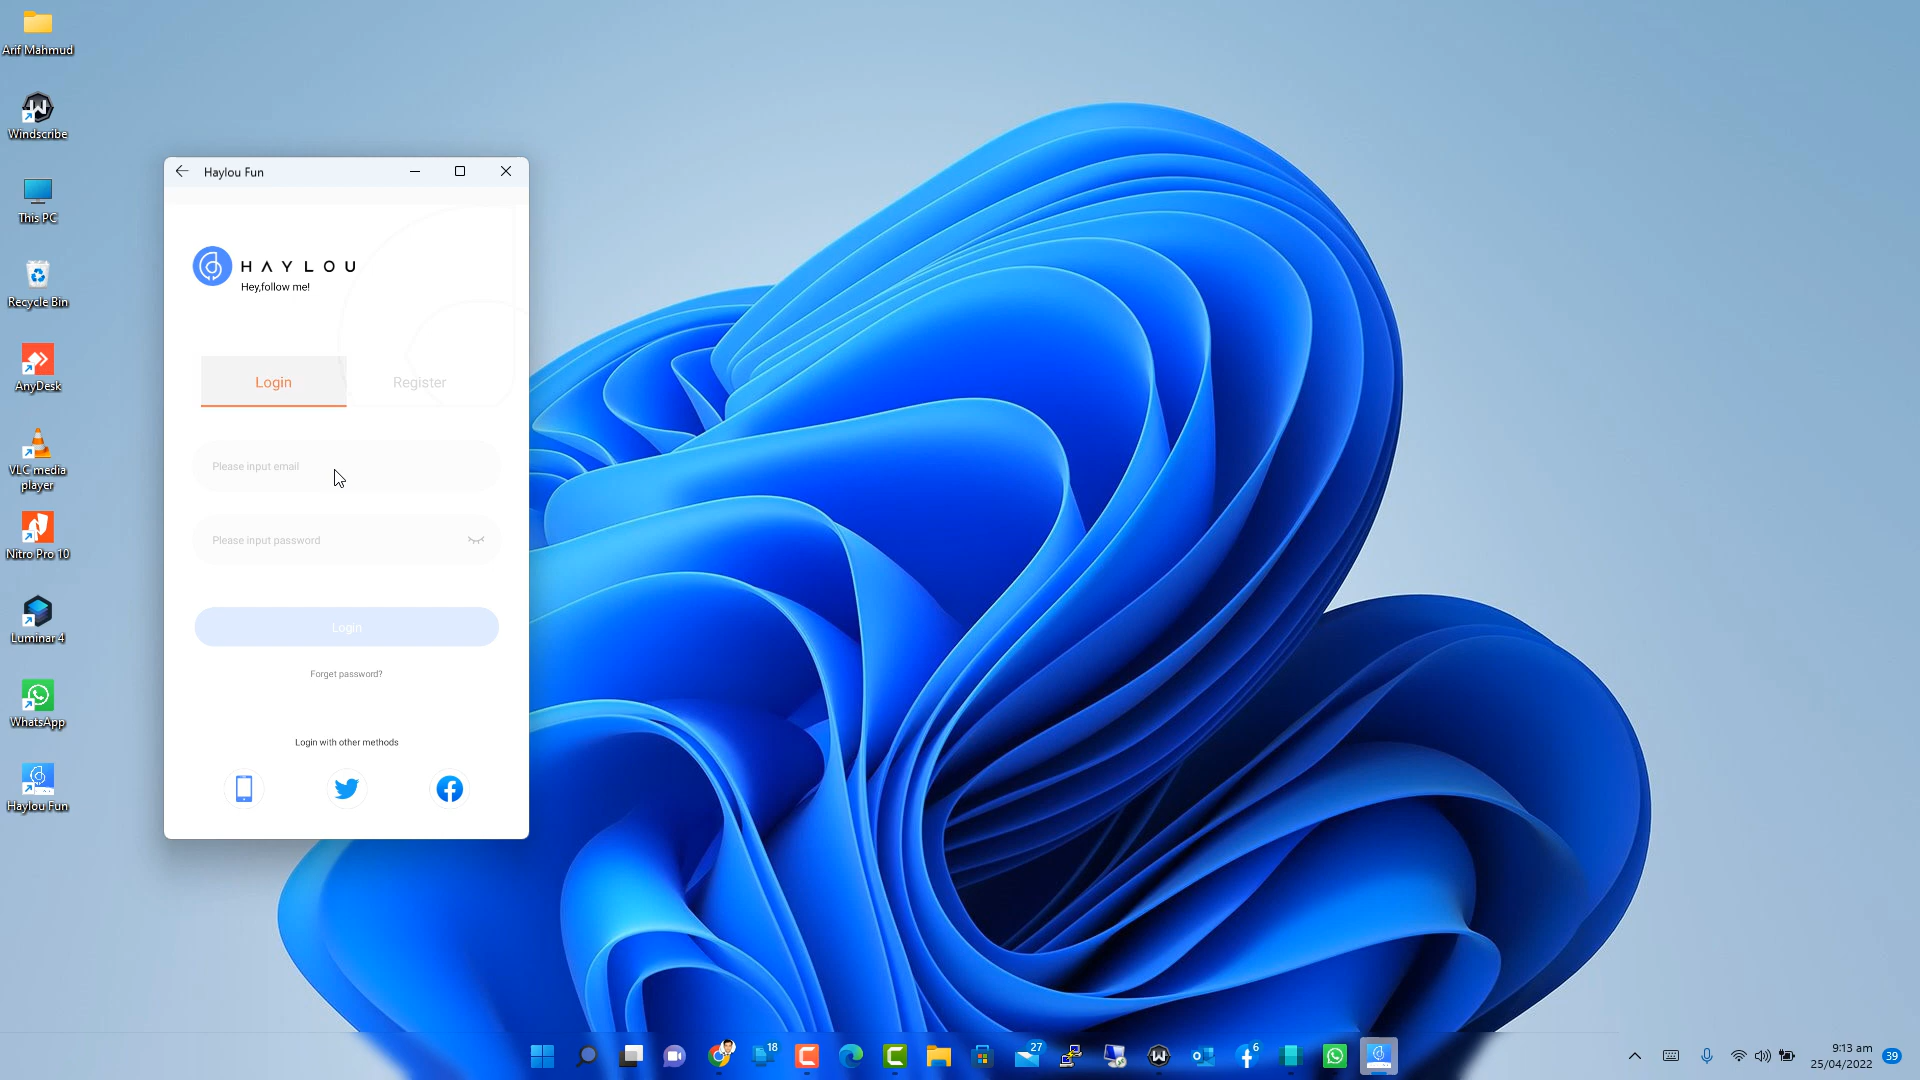 Arif Mahmud
Windscribe
This PC
Recycle Bin
AnyDesk
VLC media
player
Nitro Pro 10
Luminar 4
WhatsApp
Haylou Fun
Haylou Fun
HAYLOU
Hey,follow me!
Login
Register
Please input email
Please input password
Login
Forget password?
Login with other methods
18
27
6
9:13 am
25/04/2022
39